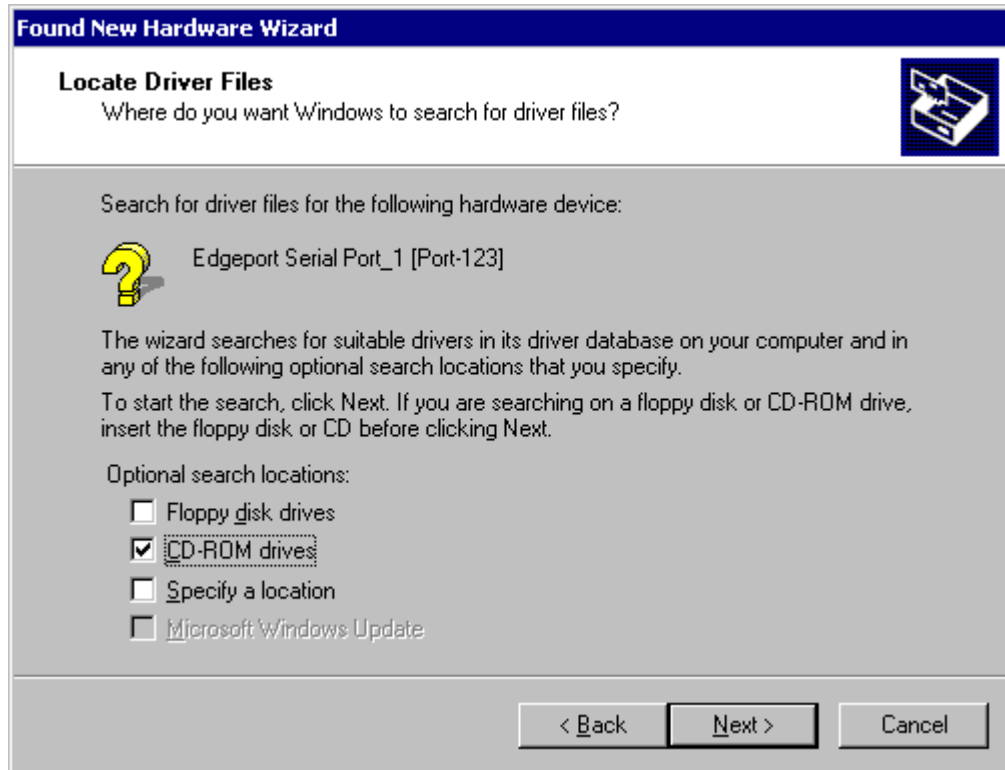 Found New Hardware Wizard
Locate Driver Files
Where do you want Windows to search for driver files?
Search for driver files for the following hardware device:
Edgeport Serial Port_1 [Port-123]
The wizard searches for suitable drivers in its driver database on your computer and in
any of the following optional search locations that you specify.
To start the search, click Next. If you are searching on a floppy disk or CD-ROM drive,
insert the floppy disk or CD before clicking Next.
Optional search locations:
Floppy disk drives
CD-ROM drives
Specify a location
Microsoft Windows Update
< Back Next > Cancel